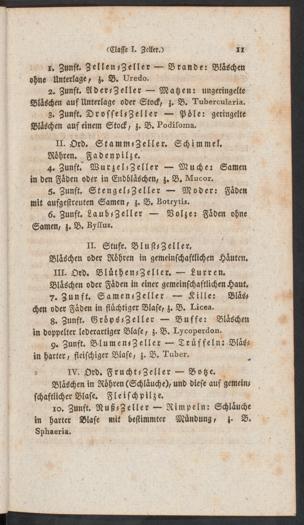 (Classe I. Zeller.) 11
1. Zunft. Zellen-Zeller — Brande: Bläschen
ohne Unterlage, z. B. Uredo.
2. Zunft. Ader-Zeller — Matzen: ungeringelte
Bläschen auf Unterlage oder Stock, z. B. Tubercularia.
3. Zunft. Drossel-Zeller — Pöle: geringelte
Bläschen auf einem Stock, z. B. Podisoma.
II. Ord. Stamm-Zeller. Schimmel.
Röhren. Fadenpilze.
4. Zunft. Wurzel-Zeller — Muche: Samen
in den Fäden oder in Endbläschen, z. B. Mucor.
5. Zunft. Stengel-Zeller — Moder: Fäden
mit aufgestreuten Samen, z. B. Botrytis.
6. Zunft. Laub-Zeller — Volze: Fäden ohne
Samen, z. B. Byssus.
II. Stufe. Blust-Zeller.
Bläschen oder Röhren in gemeinschaftlichen Häuten.
III. Ord. Blüthen-Zeller. — Lurren.
Bläschen oder Fäden in einer gemeinschaftlichen Haut.
7. Zunft. Samen-Zeller — Kille: Bläs-
chen oder Fäden in flüchtiger Blase, z. B. Licea.
8. Zunft. Gröps-Zeller — Buffe: Bläschen
in doppelter lederartiger Blase, z. B. Lycoperdon.
9. Zunft. Blumen-Zeller — Trüffeln: Bläs-
in harter, fleischiger Blase, z. B. Tuber.
IV. Ord. Frucht-Zeller — Botze.
Bläschen in Röhren (Schläuche), und diese auf gemein-
schaftlicher Blase. Fleischpilze.
10. Zunft. Nuß-Zeller — Rimpeln: Schläuche
in harter Blase mit bestimmter Mündung, z. B.
Sphaeria.